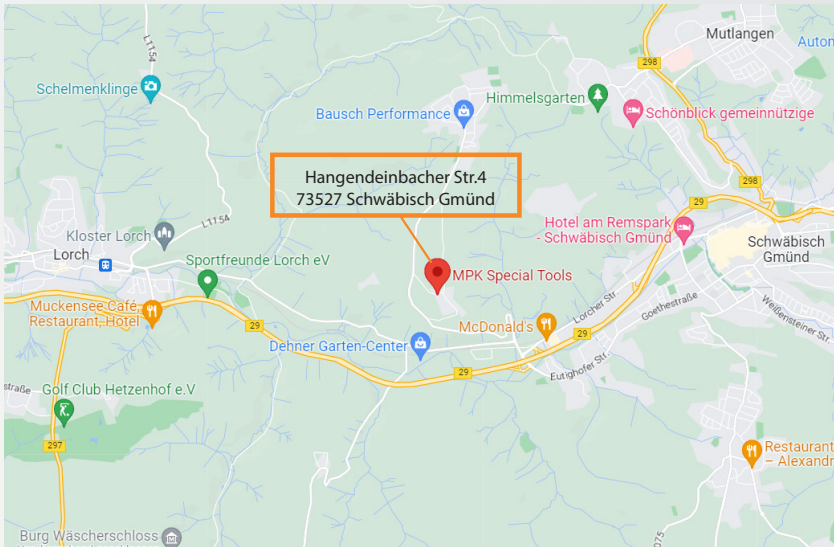 L1154
Mutlangen
Autom
298
Schelmenklinge
Himmelsgarten
Bausch Performance
Schönblick gemeinnützige
Hangendeinbacher Str.4
73527 Schwäbisch Gmünd
298
L1154
Kloster Lorch
Lorch
Hotel am Remspark
- Schwäbisch Gmünd
Schwäbisch
Gmünd
Sportfreunde Lorch eV
MPK Special Tools
Muckensee Café,
Restaurant, Hotel
Lorcher Str.
Goethestraße
Weißensteiner Str.
McDonald's
29
29
Dehner Garten-Center
29
Eutighofer Str.
straße
Golf Club Hetzenhof e.V
297
Restaurant
– Alexandr
Burg Wäscherschloss
1075